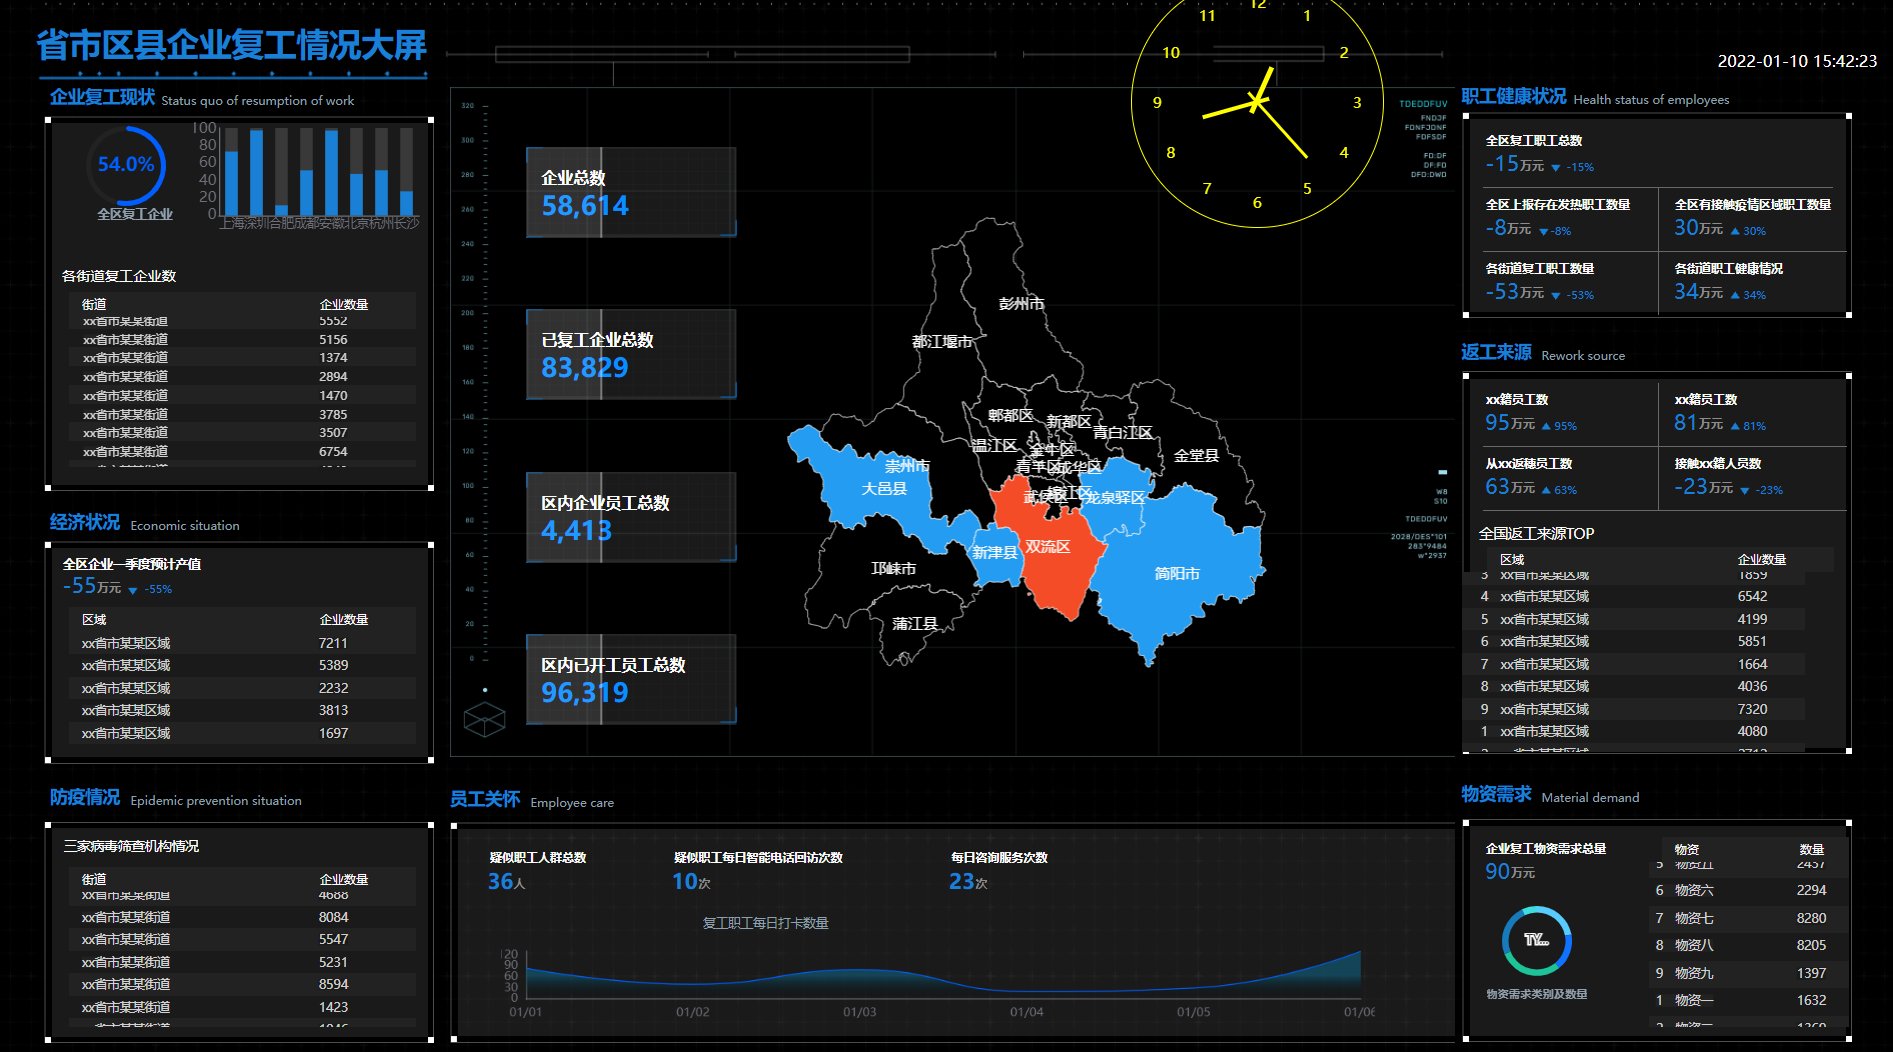 省市区县企业复工情况大屏
2022-01-10 15:42:23
企业复工现状 Status quo of resumption of work
54.0%
全区复工企业
100
80
60
40
20
0
上海深圳合肥成都安徽北京杭州长沙
各街道复工企业数
街道 企业数量
xx省市某某街道 5552
xx省市某某街道 5156
xx省市某某街道 1374
xx省市某某街道 2894
xx省市某某街道 1470
xx省市某某街道 3785
xx省市某某街道 3507
xx省市某某街道 6754
经济状况 Economic situation
全区企业一季度预计产值
-55万元 ▼ -55%
区域 企业数量
xx省市某某区域 7211
xx省市某某区域 5389
xx省市某某区域 2232
xx省市某某区域 3813
xx省市某某区域 1697
防疫情况 Epidemic prevention situation
三家病毒筛查机构情况
街道 企业数量
xx省市某某街道 4688
xx省市某某街道 8084
xx省市某某街道 5547
xx省市某某街道 5231
xx省市某某街道 8594
xx省市某某街道 1423
320
300
280
260
240
220
200
180
160
140
120
100
80
60
40
20
0
企业总数
58,614
已复工企业总数
83,829
区内企业员工总数
4,413
区内已开工员工总数
96,319
12
1
2
3
4
5
6
7
8
9
10
11
TDEDDFUV
FNDJF
FDNFJDNF
FDFSDF
FD:DF
DF:FD
DFD:DWD
彭州市
都江堰市
郫都区
新都区
青白江区
温江区
金牛区
金堂县
崇州市
青羊区
成华区
大邑县
武侯区
锦江区
龙泉驿区
新津县
双流区
邛崃市
简阳市
蒲江县
WB
S10
TDEDDFUV
2028/DES*101
283*9484
w*2937
员工关怀 Employee care
疑似职工人群总数
36人
疑似职工每日智能电话回访次数
10次
每日咨询服务次数
23次
复工职工每日打卡数量
120
90
60
30
0
01/01 01/02 01/03 01/04 01/05 01/06
职工健康状况 Health status of employees
全区复工职工总数
-15万元 ▼ -15%
全区上报存在发热职工数量
-8万元 ▼ -8%
全区有接触疫情区域职工数量
30万元 ▲ 30%
各街道复工职工数量
-53万元 ▼ -53%
各街道职工健康情况
34万元 ▲ 34%
返工来源 Rework source
xx籍员工数
95万元 ▲ 95%
xx籍员工数
81万元 ▲ 81%
从xx返穗员工数
63万元 ▲ 63%
接触xx籍人员数
-23万元 ▼ -23%
全国返工来源TOP
区域 企业数量
3 xx省市某某区域 1859
4 xx省市某某区域 6542
5 xx省市某某区域 4199
6 xx省市某某区域 5851
7 xx省市某某区域 1664
8 xx省市某某区域 4036
9 xx省市某某区域 7320
1 xx省市某某区域 4080
物资需求 Material demand
企业复工物资需求总量
90万元
TY...
物资需求类别及数量
物资 数量
5 物资五 2457
6 物资六 2294
7 物资七 8280
8 物资八 8205
9 物资九 1397
1 物资一 1632